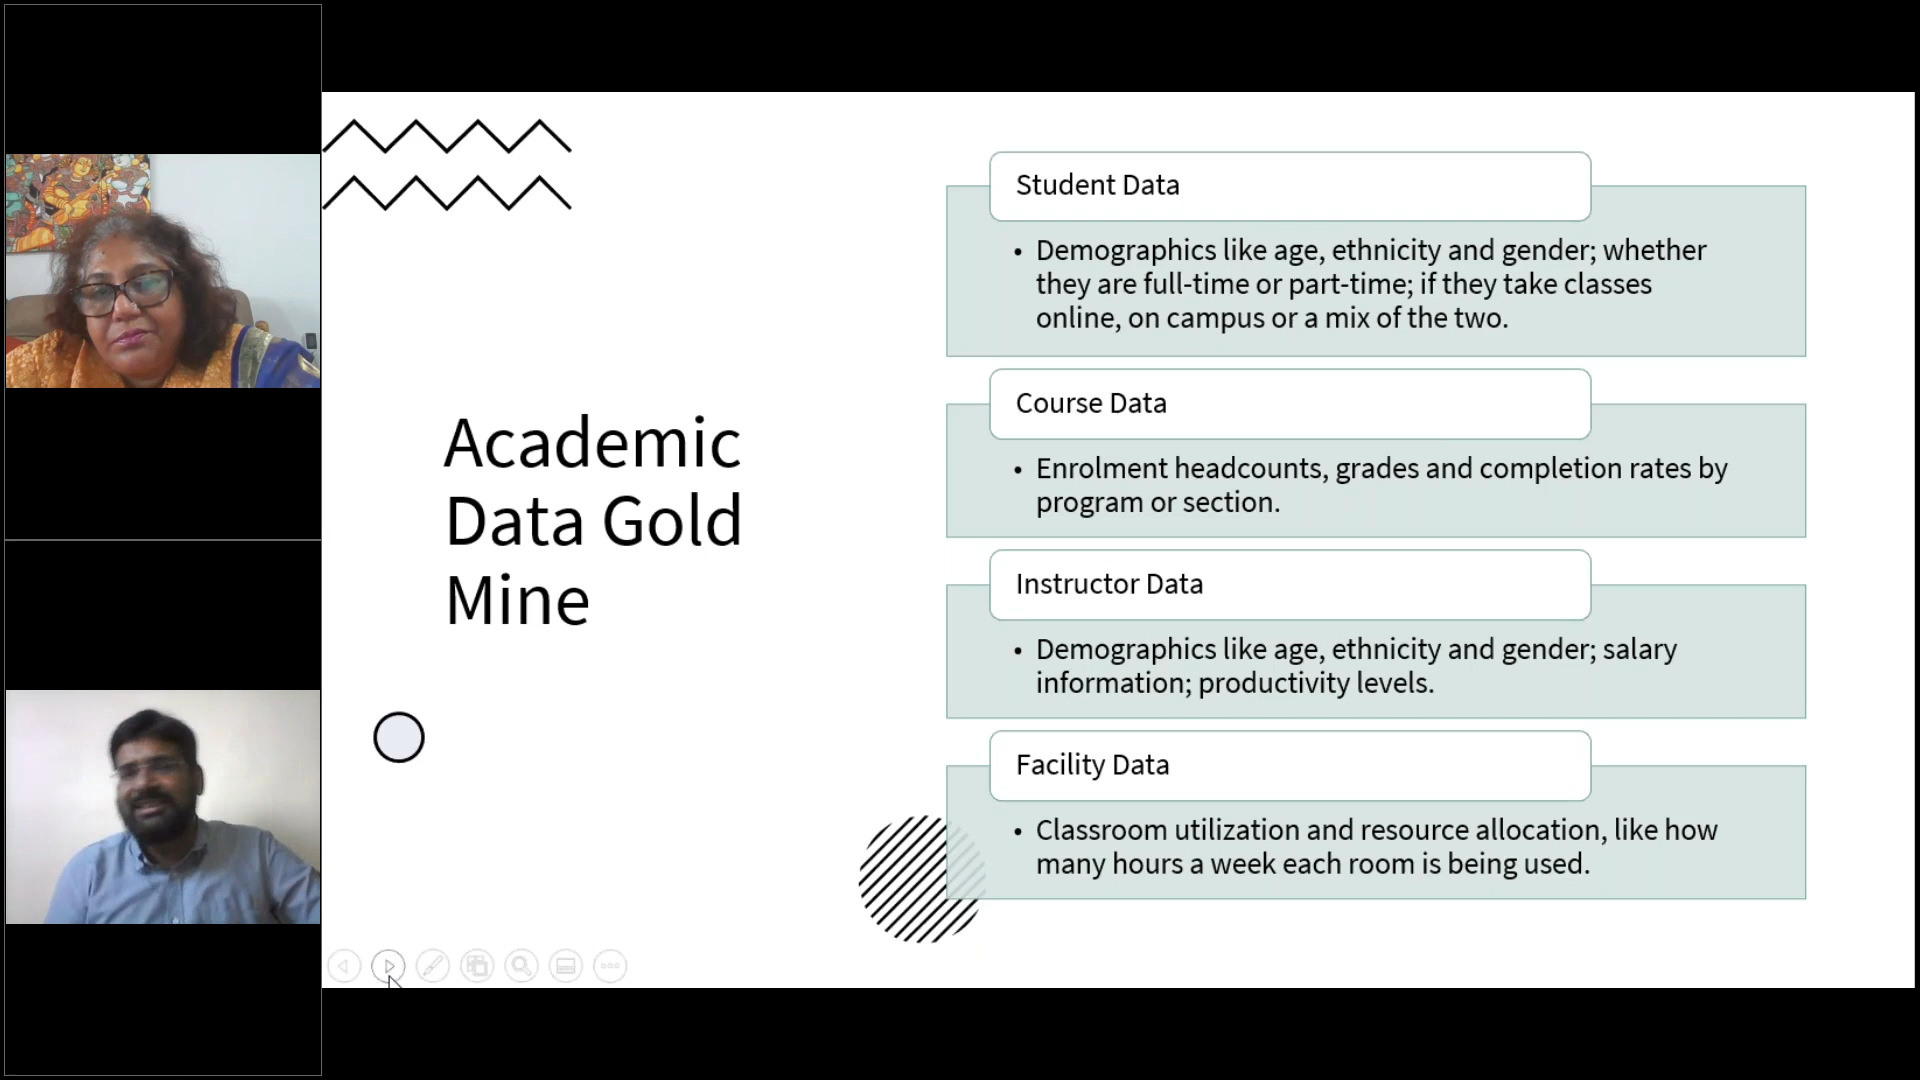 Academic
Data Gold
Mine
Student Data
• Demographics like age, ethnicity and gender; whether
they are full-time or part-time; if they take classes
online, on campus or a mix of the two.
Course Data
• Enrolment headcounts, grades and completion rates by
program or section.
Instructor Data
• Demographics like age, ethnicity and gender; salary
information; productivity levels.
Facility Data
• Classroom utilization and resource allocation, like how
many hours a week each room is being used.